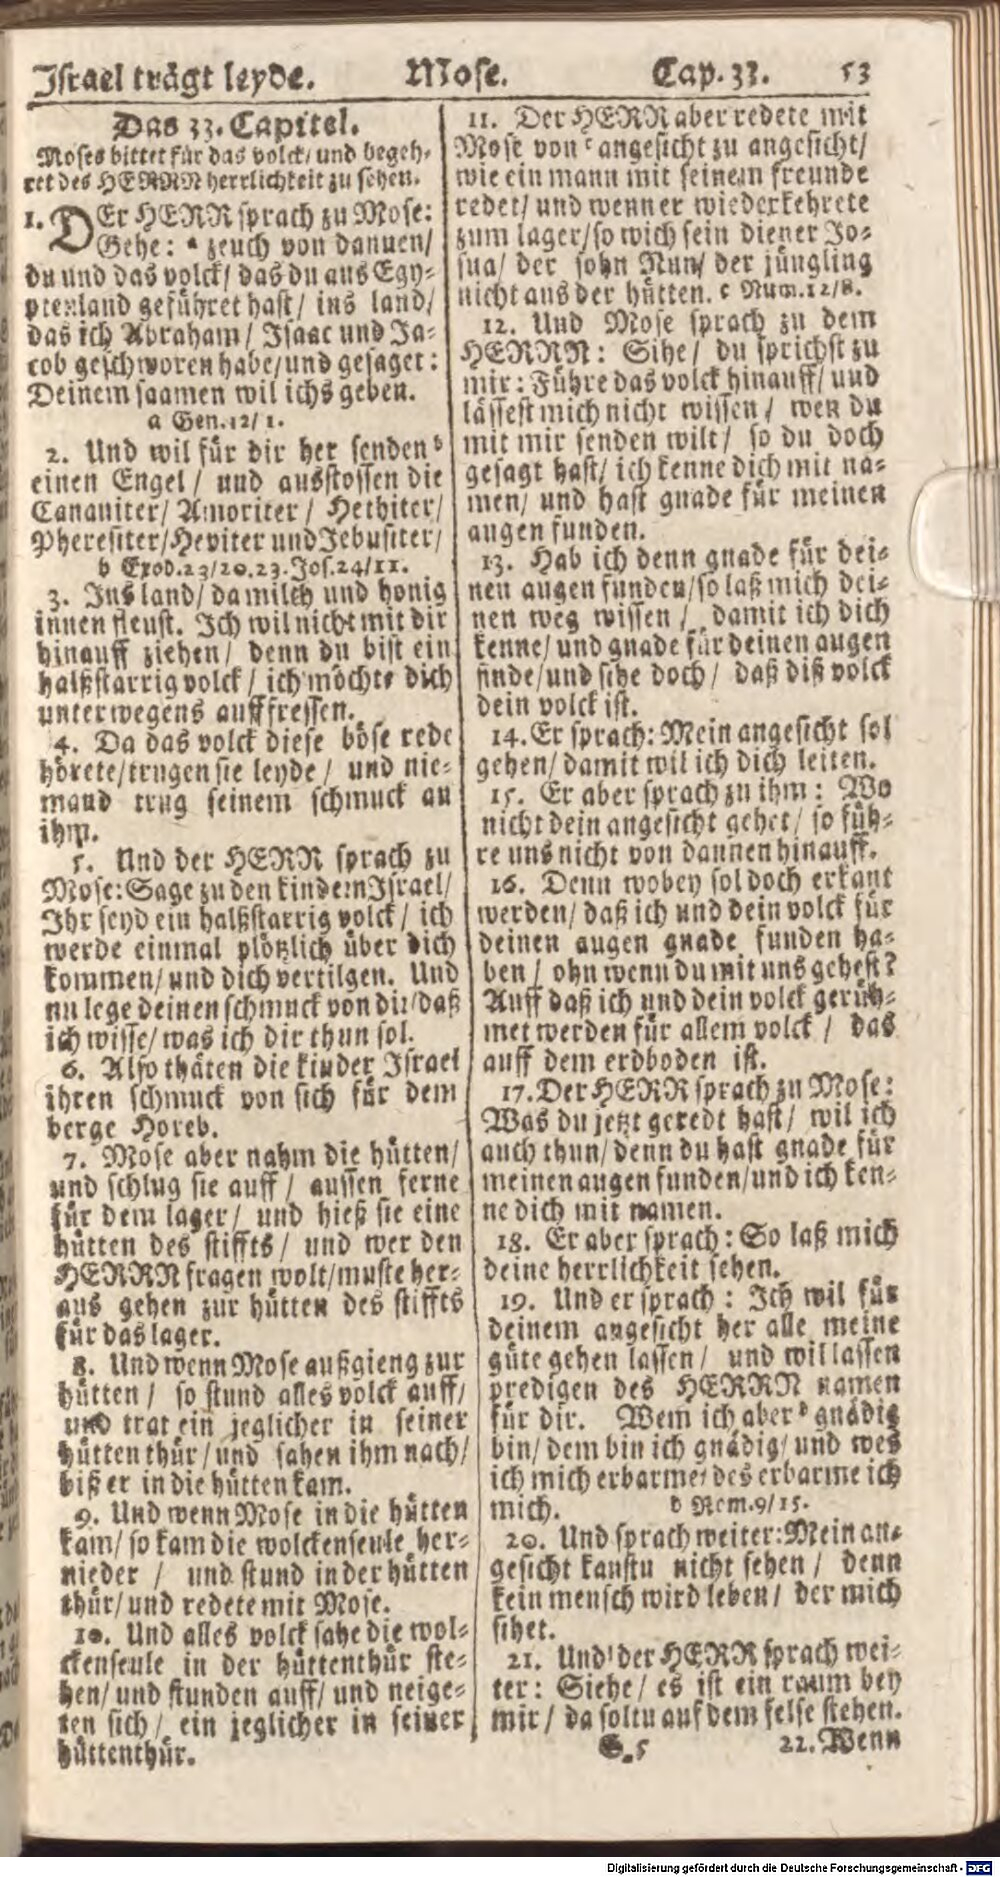 Israel trägt leyde. Mose. Cap. 33. 53
Das 33. Capitel.
Moses bittet für das volck/ und begeh-
ret des HERRN herrlichkeit zu sehen.
1. DEr HERR sprach zu Mose:
Gehe: a zeuch von dannen/
du und das volck/ das du aus Egy-
ptenland geführet hast/ ins land/
das ich Abraham/ Isaac und Ja-
cob geschworen habe/ und gesaget:
Deinem saamen wil ichs geben.
a Gen. 12/ 1.
2. Und wil für dir her senden b
einen Engel/ und ausstossen die
Cananiter/ Amoriter/ Hethiter/
Pheresiter/ Heviter und Jebusiter/
b Exod. 23/20. 23. Jos. 24/11.
3. Ins land/ da milch und honig
innen fleust. Ich wil nicht mit dir
hinauff ziehen/ denn du bist ein
halßstarrig volck/ ich möchte dich
unterwegens aufffressen.
4. Da das volck diese böse rede
hörete/ trugen sie leyde/ und nie-
mand trug seinem schmuck an
ihm.
5. Und der HERR sprach zu
Mose: Sage zu den kindern Israel/
Ihr seyd ein halßstarrig volck/ ich
werde einmal plötzlich über dich
kommen/ und dich vertilgen. Und
nu lege deinen schmuck von dir/ daß
ich wisse/ was ich dir thun sol.
6. Also thäten die kinder Israel
ihren schmuck von sich für dem
berge Horeb.
7. Mose aber nahm die hütten/
und schlug sie auff/ aussen ferne
für dem lager/ und hieß sie eine
hütten des stiffts/ und wer den
HERRN fragen wolt/ muste her-
aus gehen zur hütten des stiffts
für das lager.
8. Und wenn Mose außgieng zur
hütten/ so stund alles volck auff/
und trat ein jeglicher in seiner
hütten thür/ und sahen ihm nach/
biß er in die hütten kam.
9. Und wenn Mose in die hütten
kam/ so kam die wolckenseule her-
nieder/ und stund in der hütten
thür/ und redete mit Mose.
10. Und alles volck sahe die wol-
ckenseule in der hüttenthür ste-
hen/ und stunden auff/ und neige-
ten sich/ ein jeglicher in seiner
hüttenthür.
11. Der HERR aber redete mit
Mose von c angesicht zu angesicht/
wie ein mann mit seinem freunde
redet/ und wenn er wiederkehrete
zum lager/ so wich sein diener Jo-
sua/ der sohn Nun/ der jüngling
nicht aus der hütten. c Num. 12/8.
12. Und Mose sprach zu dem
HERRN: Sihe/ du sprichst zu
mir: Führe das volck hinauff/ und
lässest mich nicht wissen/ wen du
mit mir senden wilt/ so du doch
gesagt hast/ ich kenne dich mit na-
men/ und hast gnade für meinen
augen funden.
13. Hab ich denn gnade für dei-
nen augen funden/ so laß mich dei-
nen weg wissen/ damit ich dich
kenne/ und gnade für deinen augen
finde/ und sihe doch/ daß diß volck
dein volck ist.
14. Er sprach: Mein angesicht sol
gehen/ damit wil ich dich leiten.
15. Er aber sprach zu ihm: Wo
nicht dein angesicht gehet/ so füh-
re uns nicht von dannen hinauff.
16. Denn wobey sol doch erkant
werden/ daß ich und dein volck für
deinen augen gnade funden ha-
ben/ ohn wenn du mit uns gehest?
Auff daß ich und dein volck gerüh-
met werden für allem volck/ das
auff dem erdboden ist.
17. Der HERR sprach zu Mose:
Was du jetzt geredt hast/ wil ich
auch thun/ denn du hast gnade für
meinen augen funden/ und ich ken-
ne dich mit namen.
18. Er aber sprach: So laß mich
deine herrlichkeit sehen.
19. Und er sprach: Ich wil für
deinem angesicht her alle meine
güte gehen lassen/ und wil lassen
predigen des HERRN namen
für dir. Wem ich aber d gnädig
bin/ dem bin ich gnädig/ und wes
ich mich erbarme/ des erbarme ich
mich. d Rom. 9/15.
20. Und sprach weiter: Mein an-
gesicht kanstu nicht sehen/ denn
kein mensch wird leben/ der mich
sihet.
21. Und der HERR sprach wei-
ter: Siehe/ es ist ein raum bey
mir/ da soltu auf dem felse stehen.
G 5 22. Wenn
Digitalisierung gefördert durch die Deutsche Forschungsgemeinschaft - DFG